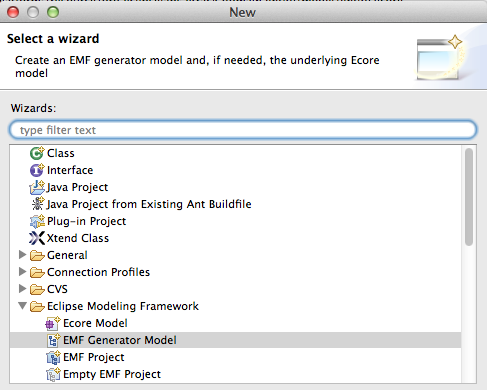 New
Select a wizard
Create an EMF generator model and, if needed, the underlying Ecore
model
Wizards:
type filter text
Class
Interface
Java Project
Java Project from Existing Ant Buildfile
Plug-in Project
Xtend Class
General
Connection Profiles
CVS
Eclipse Modeling Framework
Ecore Model
EMF Generator Model
EMF Project
Empty EMF Project